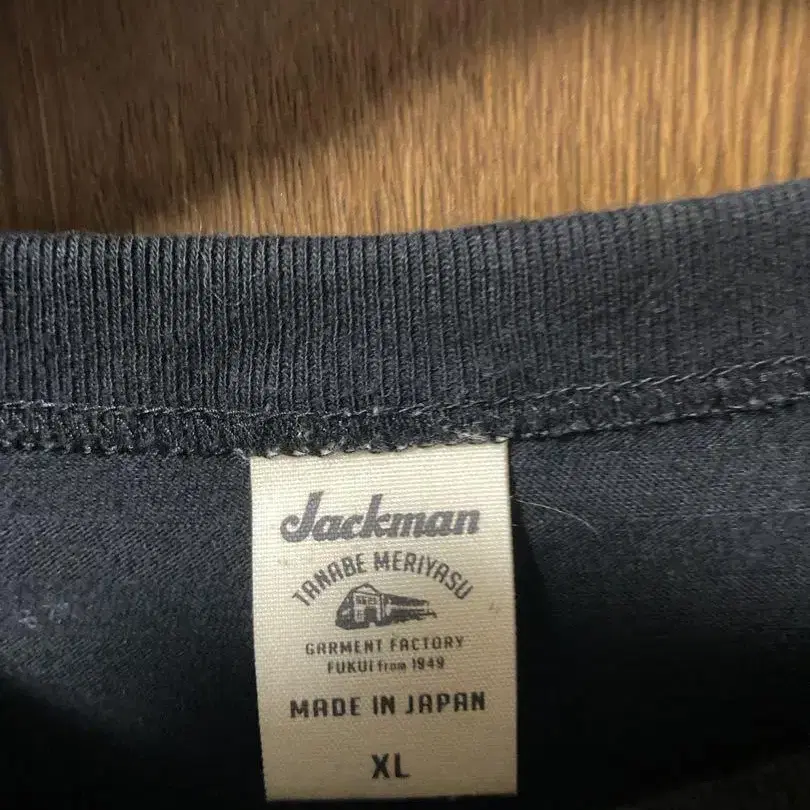 Jackman
TANABE MERIYASU
GARMENT FACTORY
FUKUI from 1949
MADE IN JAPAN
XL